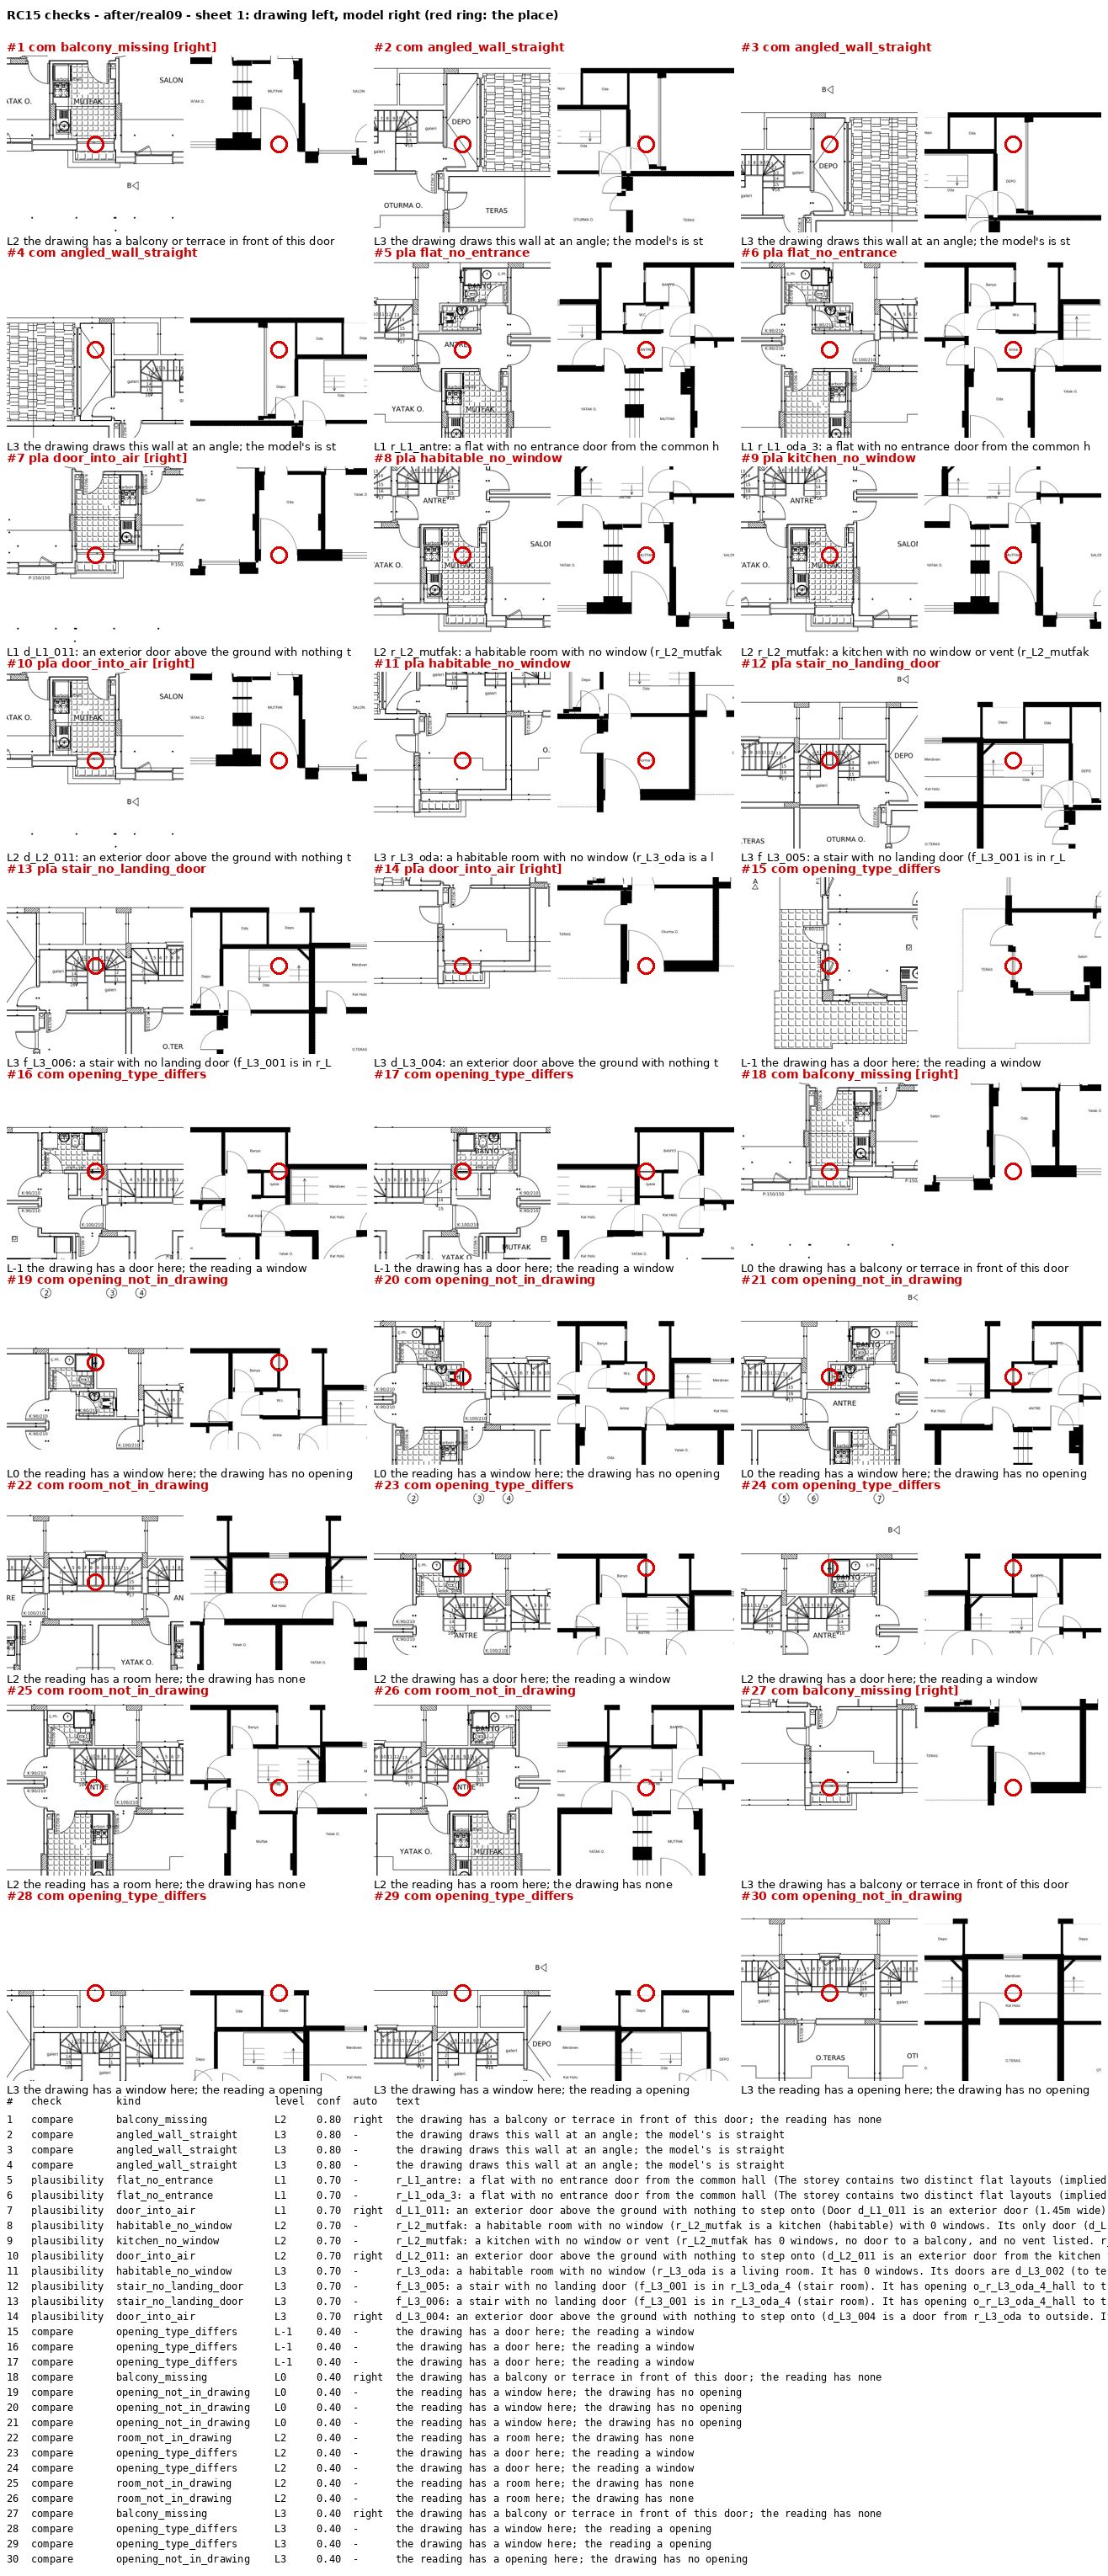 RC15 checks - after/real09 - sheet 1: drawing left, model right (red ring: the place)
#1 com balcony_missing [right]
#2 com angled_wall_straight
#3 com angled_wall_straight
L2 the drawing has a balcony or terrace in front of this door
L3 the drawing draws this wall at an angle; the model's is st
L3 the drawing draws this wall at an angle; the model's is st
#4 com angled_wall_straight
#5 pla flat_no_entrance
#6 pla flat_no_entrance
L3 the drawing draws this wall at an angle; the model's is st
L1 r_L1_antre: a flat with no entrance door from the common h
L1 r_L1_oda_3: a flat with no entrance door from the common h
#7 pla door_into_air [right]
#8 pla habitable_no_window
#9 pla kitchen_no_window
L1 d_L1_011: an exterior door above the ground with nothing t
L2 r_L2_mutfak: a habitable room with no window (r_L2_mutfak
L2 r_L2_mutfak: a kitchen with no window or vent (r_L2_mutfak
#10 pla door_into_air [right]
#11 pla habitable_no_window
#12 pla stair_no_landing_door
L2 d_L2_011: an exterior door above the ground with nothing t
L3 r_L3_oda: a habitable room with no window (r_L3_oda is a l
L3 f_L3_005: a stair with no landing door (f_L3_001 is in r_L
#13 pla stair_no_landing_door
#14 pla door_into_air [right]
#15 com opening_type_differs
L3 f_L3_006: a stair with no landing door (f_L3_001 is in r_L
L3 d_L3_004: an exterior door above the ground with nothing t
L-1 the drawing has a door here; the reading a window
#16 com opening_type_differs
#17 com opening_type_differs
#18 com balcony_missing [right]
L-1 the drawing has a door here; the reading a window
L-1 the drawing has a door here; the reading a window
L0 the drawing has a balcony or terrace in front of this door
#19 com opening_not_in_drawing
#20 com opening_not_in_drawing
#21 com opening_not_in_drawing
L0 the reading has a window here; the drawing has no opening
L0 the reading has a window here; the drawing has no opening
L0 the reading has a window here; the drawing has no opening
#22 com room_not_in_drawing
#23 com opening_type_differs
#24 com opening_type_differs
L2 the reading has a room here; the drawing has none
L2 the drawing has a door here; the reading a window
L2 the drawing has a door here; the reading a window
#25 com room_not_in_drawing
#26 com room_not_in_drawing
#27 com balcony_missing [right]
L2 the reading has a room here; the drawing has none
L2 the reading has a room here; the drawing has none
L3 the drawing has a balcony or terrace in front of this door
#28 com opening_type_differs
#29 com opening_type_differs
#30 com opening_not_in_drawing
L3 the drawing has a window here; the reading a opening
L3 the drawing has a window here; the reading a opening
L3 the reading has a opening here; the drawing has no opening
# check kind level conf auto text
1 compare balcony_missing L2 0.80 right the drawing has a balcony or terrace in front of this door; the reading has none
2 compare angled_wall_straight L3 0.80 - the drawing draws this wall at an angle; the model's is straight
3 compare angled_wall_straight L3 0.80 - the drawing draws this wall at an angle; the model's is straight
4 compare angled_wall_straight L3 0.80 - the drawing draws this wall at an angle; the model's is straight
5 plausibility flat_no_entrance L1 0.70 - r_L1_antre: a flat with no entrance door from the common hall (The storey contains two distinct flat layouts (implied
6 plausibility flat_no_entrance L1 0.70 - r_L1_oda_3: a flat with no entrance door from the common hall (The storey contains two distinct flat layouts (implied
7 plausibility door_into_air L1 0.70 right d_L1_011: an exterior door above the ground with nothing to step onto (Door d_L1_011 is an exterior door (1.45m wide)
8 plausibility habitable_no_window L2 0.70 - r_L2_mutfak: a habitable room with no window (r_L2_mutfak is a kitchen (habitable) with 0 windows. Its only door (d_L
9 plausibility kitchen_no_window L2 0.70 - r_L2_mutfak: a kitchen with no window or vent (r_L2_mutfak has 0 windows, no door to a balcony, and no vent listed. r_
10 plausibility door_into_air L2 0.70 right d_L2_011: an exterior door above the ground with nothing to step onto (d_L2_011 is an exterior door from the kitchen
11 plausibility habitable_no_window L3 0.70 - r_L3_oda: a habitable room with no window (r_L3_oda is a living room. It has 0 windows. Its doors are d_L3_002 (to te
12 plausibility stair_no_landing_door L3 0.70 - f_L3_005: a stair with no landing door (f_L3_001 is in r_L3_oda_4 (stair room). It has opening o_r_L3_oda_4_hall to t
13 plausibility stair_no_landing_door L3 0.70 - f_L3_006: a stair with no landing door (f_L3_001 is in r_L3_oda_4 (stair room). It has opening o_r_L3_oda_4_hall to t
14 plausibility door_into_air L3 0.70 right d_L3_004: an exterior door above the ground with nothing to step onto (d_L3_004 is a door from r_L3_oda to outside. I
15 compare opening_type_differs L-1 0.40 - the drawing has a door here; the reading a window
16 compare opening_type_differs L-1 0.40 - the drawing has a door here; the reading a window
17 compare opening_type_differs L-1 0.40 - the drawing has a door here; the reading a window
18 compare balcony_missing L0 0.40 right the drawing has a balcony or terrace in front of this door; the reading has none
19 compare opening_not_in_drawing L0 0.40 - the reading has a window here; the drawing has no opening
20 compare opening_not_in_drawing L0 0.40 - the reading has a window here; the drawing has no opening
21 compare opening_not_in_drawing L0 0.40 - the reading has a window here; the drawing has no opening
22 compare room_not_in_drawing L2 0.40 - the reading has a room here; the drawing has none
23 compare opening_type_differs L2 0.40 - the drawing has a door here; the reading a window
24 compare opening_type_differs L2 0.40 - the drawing has a door here; the reading a window
25 compare room_not_in_drawing L2 0.40 - the reading has a room here; the drawing has none
26 compare room_not_in_drawing L2 0.40 - the reading has a room here; the drawing has none
27 compare balcony_missing L3 0.40 right the drawing has a balcony or terrace in front of this door; the reading has none
28 compare opening_type_differs L3 0.40 - the drawing has a window here; the reading a opening
29 compare opening_type_differs L3 0.40 - the drawing has a window here; the reading a opening
30 compare opening_not_in_drawing L3 0.40 - the reading has a opening here; the drawing has no opening